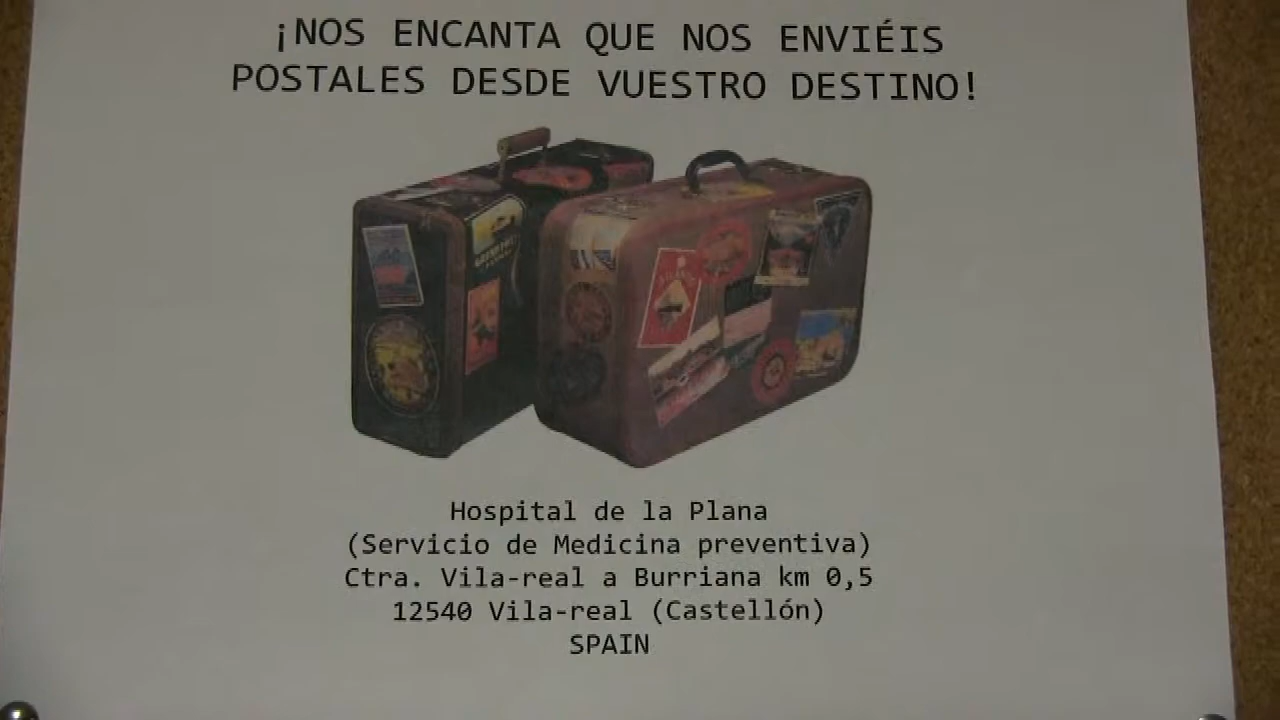 ¡NOS ENCANTA QUE NOS ENVIÉIS
POSTALES DESDE VUESTRO DESTINO!
Hospital de la Plana
(Servicio de Medicina preventiva)
Ctra. Vila-real a Burriana km 0,5
12540 Vila-real (Castellón)
SPAIN